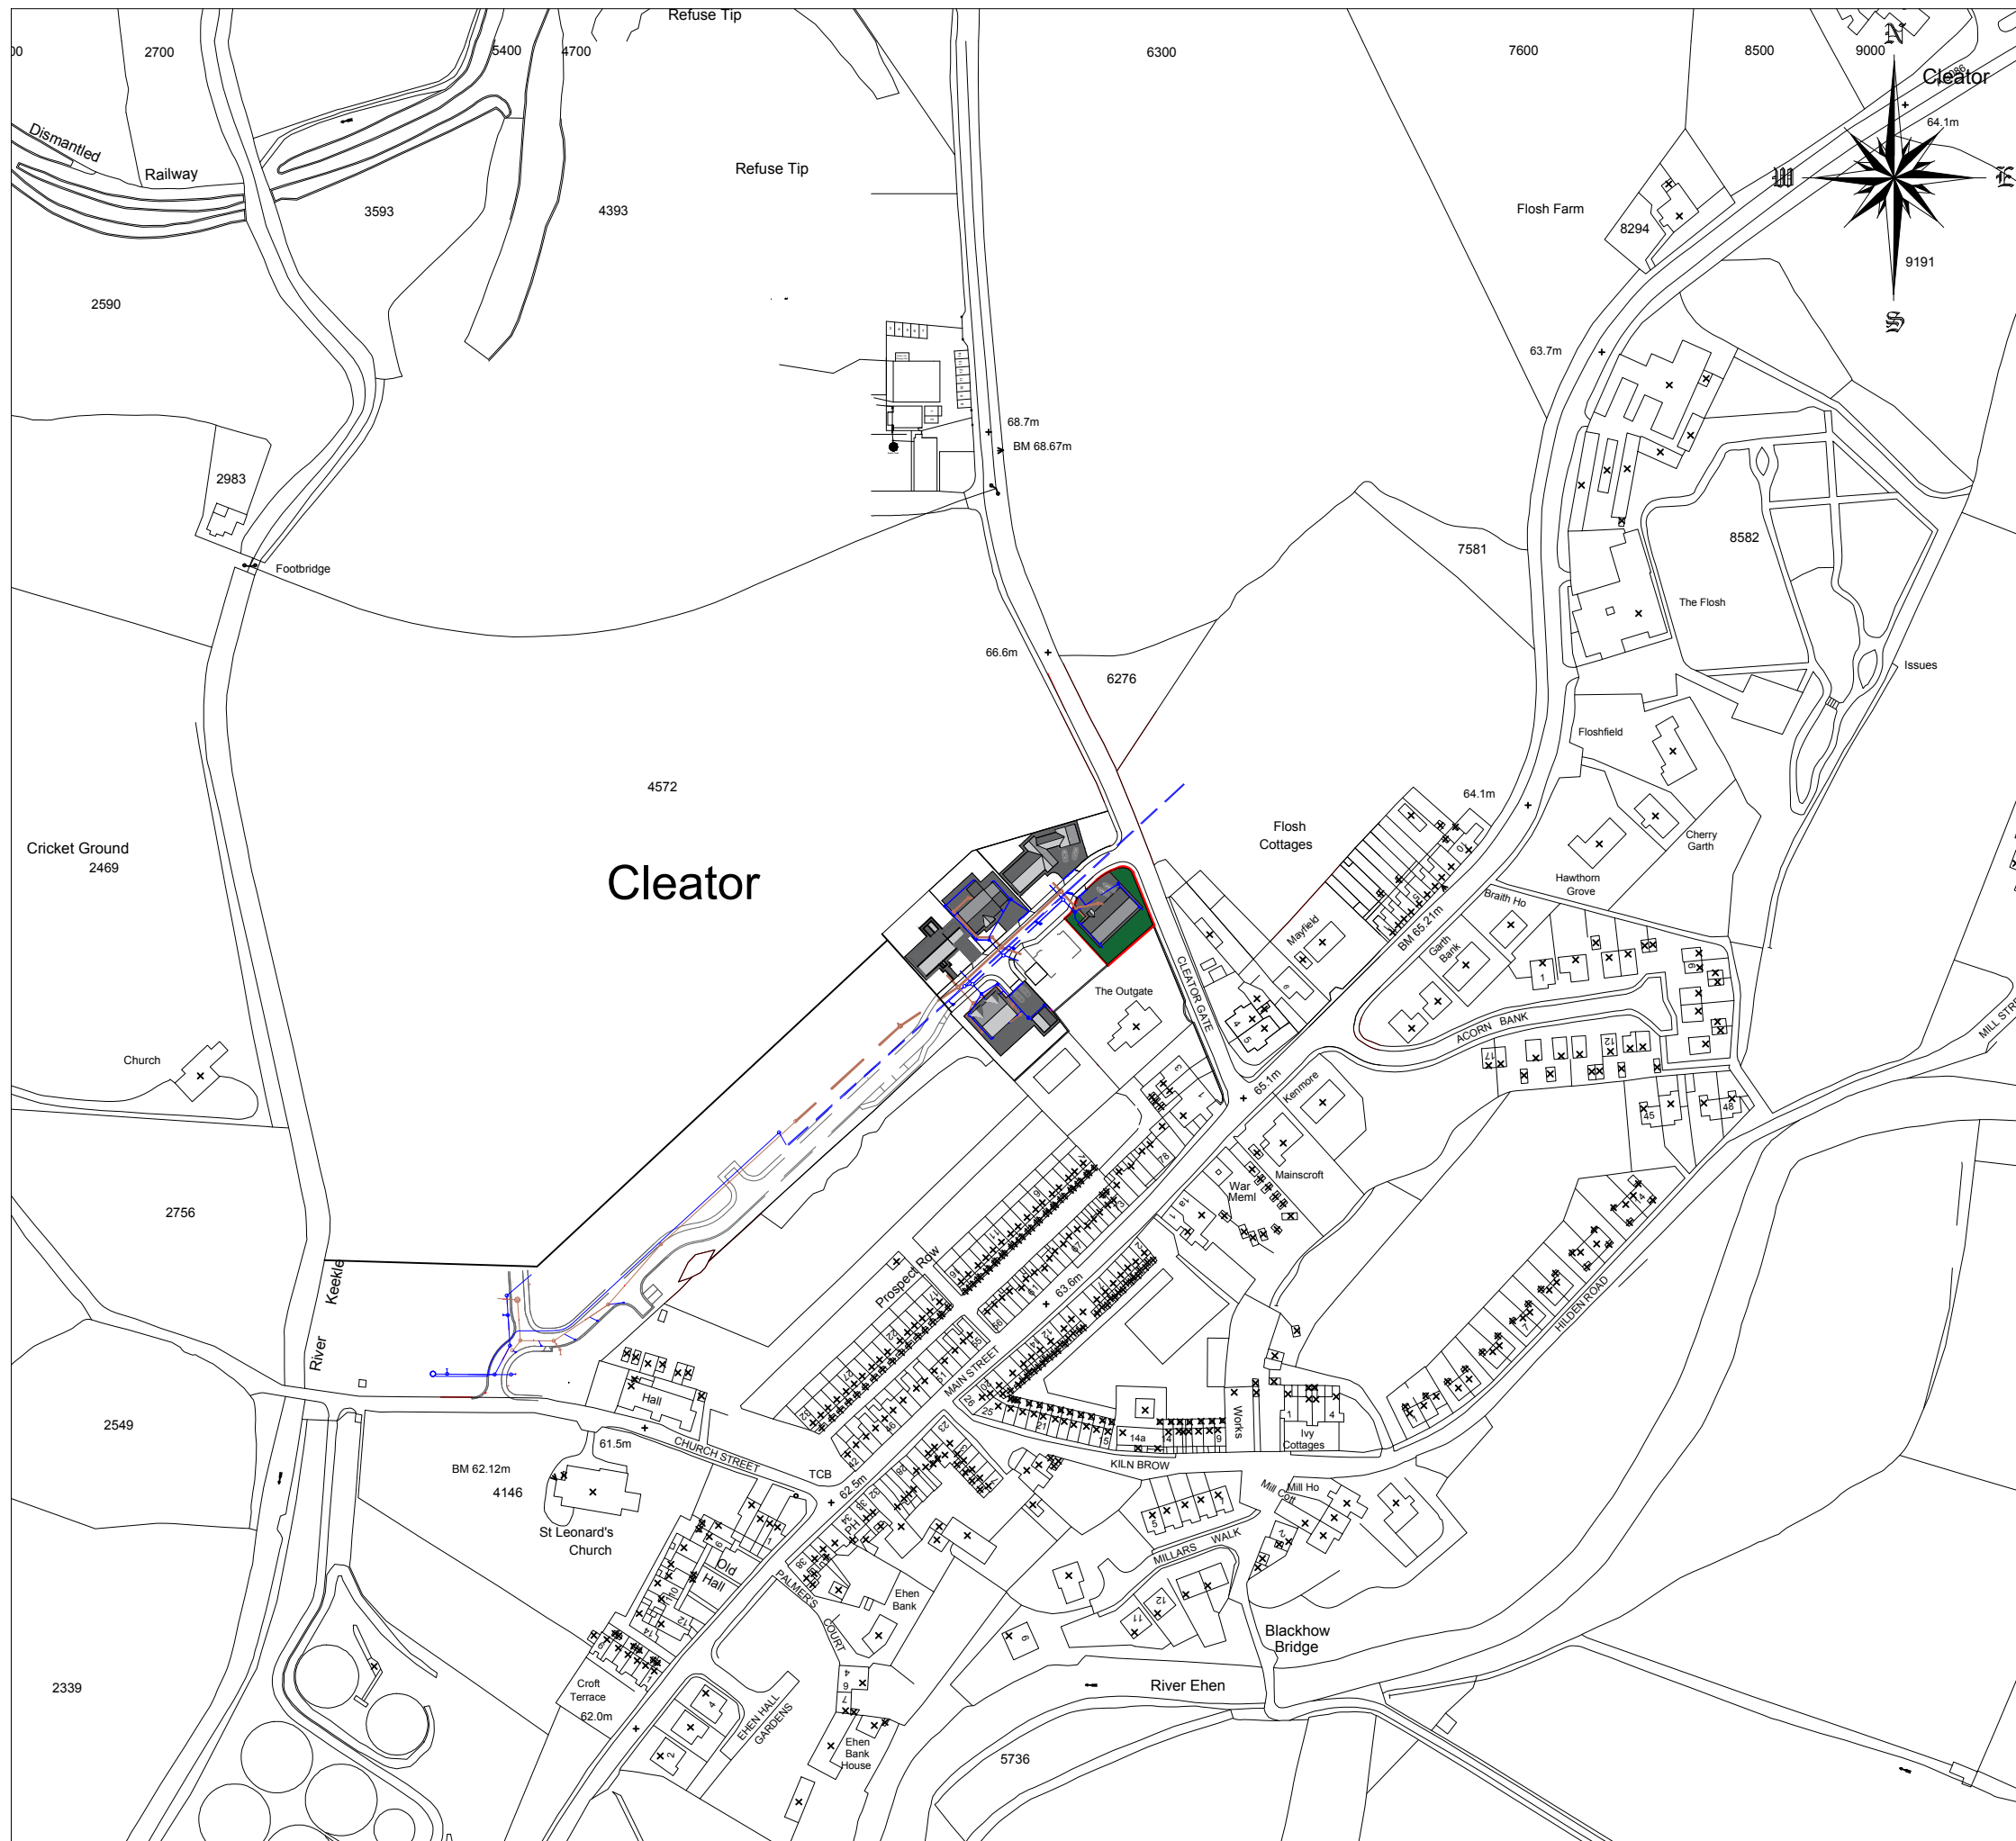 Refuse Tip
2700
5400
4700
6300
7600
8500
9000
N
Cleator
64.1m
W
E
Dismantled
Railway
Refuse Tip
3593
4393
Flosh Farm
8294
9191
S
2590
63.7m
68.7m
BM 68.67m
2983
7581
8582
Footbridge
The Flosh
66.6m
6276
Issues
Floshfield
4572
64.1m
Cricket Ground
2469
Cleator
Flosh
Cottages
Cherry
Garth
Hawthorn
Grove
Braith Ho
BM 65.21m
Garth
Bank
Mayfield
CLEATOR GATE
The Outgate
ACORN BANK
Church
65.1m
Kenmore
Mainscroft
War
Meml
2756
Prospect Row
63.6m
River Keekle
HILDEN ROAD
MAIN STREET
Hall
Works
Ivy
Cottages
2549
61.5m
CHURCH STREET
TCB
62.5m
KILN BROW
14a
BM 62.12m
4146
St Leonard's
Church
Mill Cott
Mill Ho
MILLARS WALK
PH
Old
Hall
PALMER'S COURT
Ehen
Bank
Blackhow
Bridge
2339
Croft
Terrace
62.0m
River Ehen
EHEN HALL
GARDENS
Ehen
Bank
House
5736